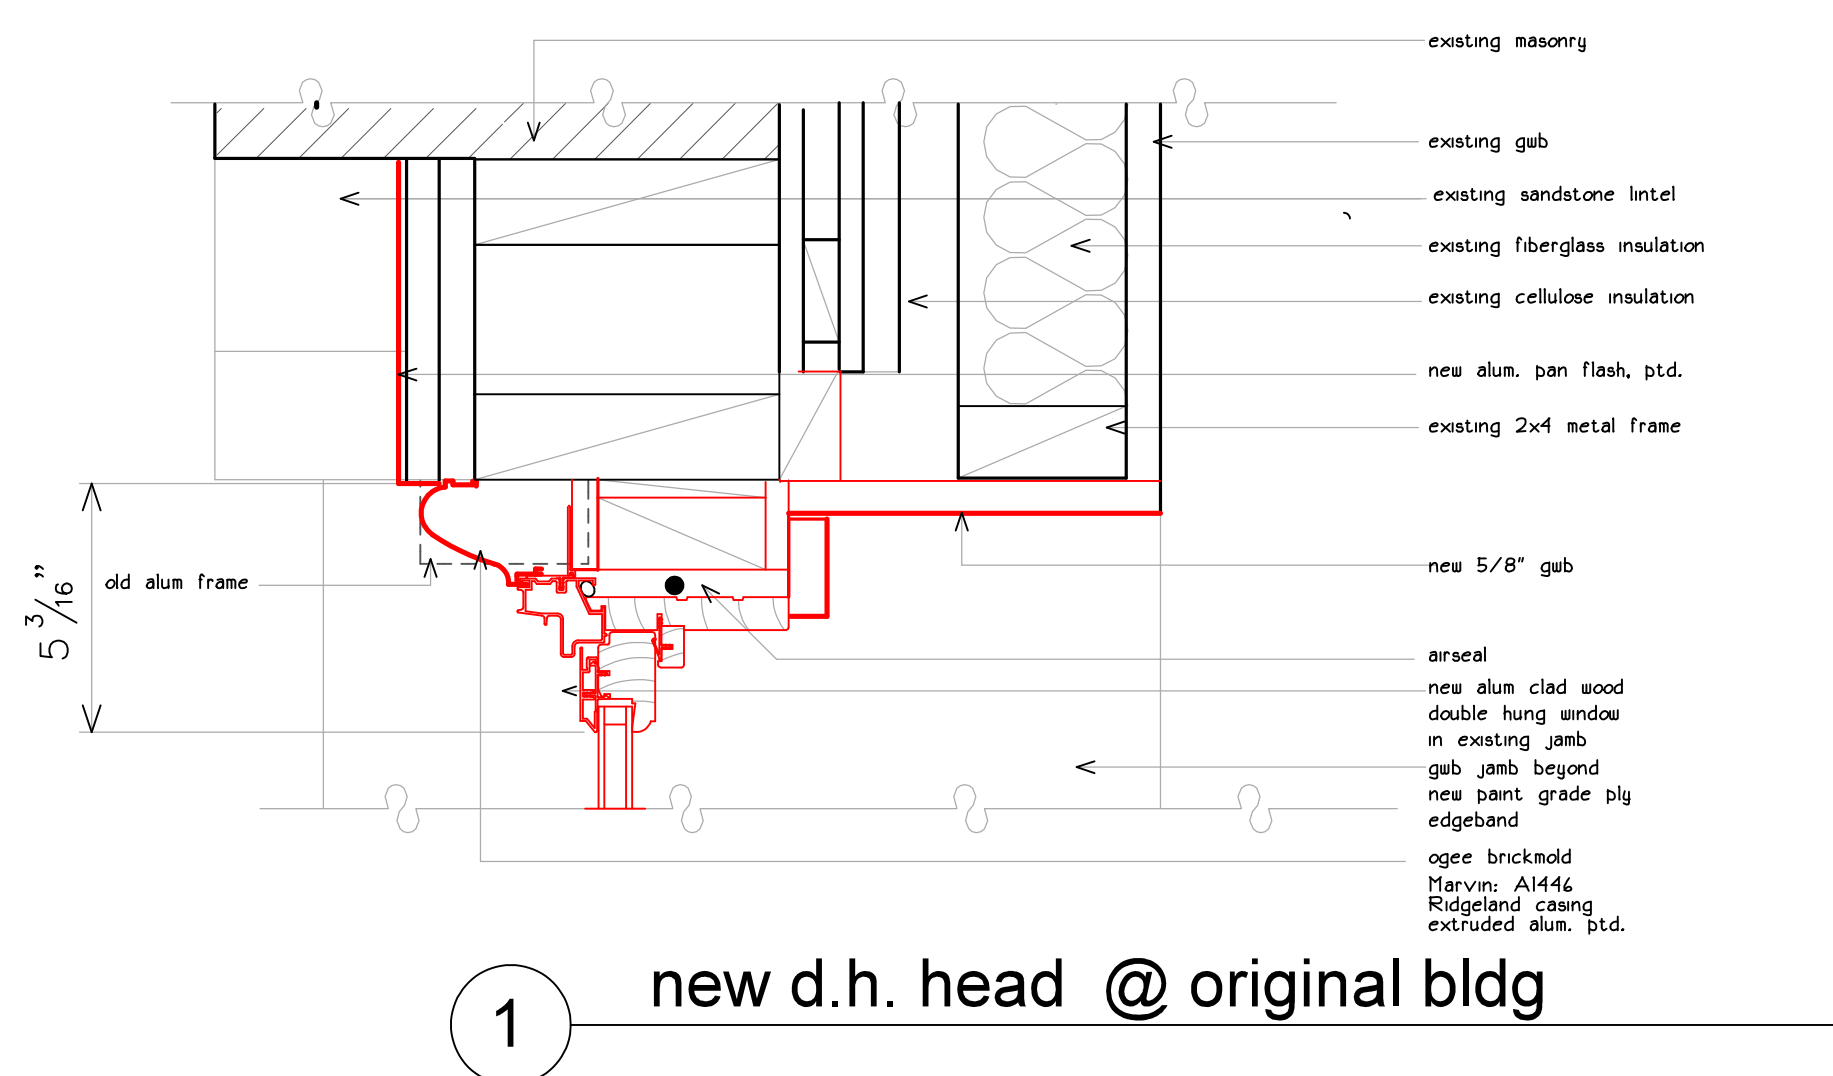 existing masonry
existing gwb
existing sandstone lintel
existing fiberglass insulation
existing cellulose insulation
new alum. pan flash, ptd.
existing 2x4 metal frame
new 5/8" gwb
old alum frame
5 3/16”
airseal
new alum clad wood
double hung window
in existing jamb
gwb jamb beyond
new paint grade ply
edgeband
ogee brickmold
Marvin: A1446
Ridgeland casing
extruded alum. ptd.
1
new d.h. head @ original bldg